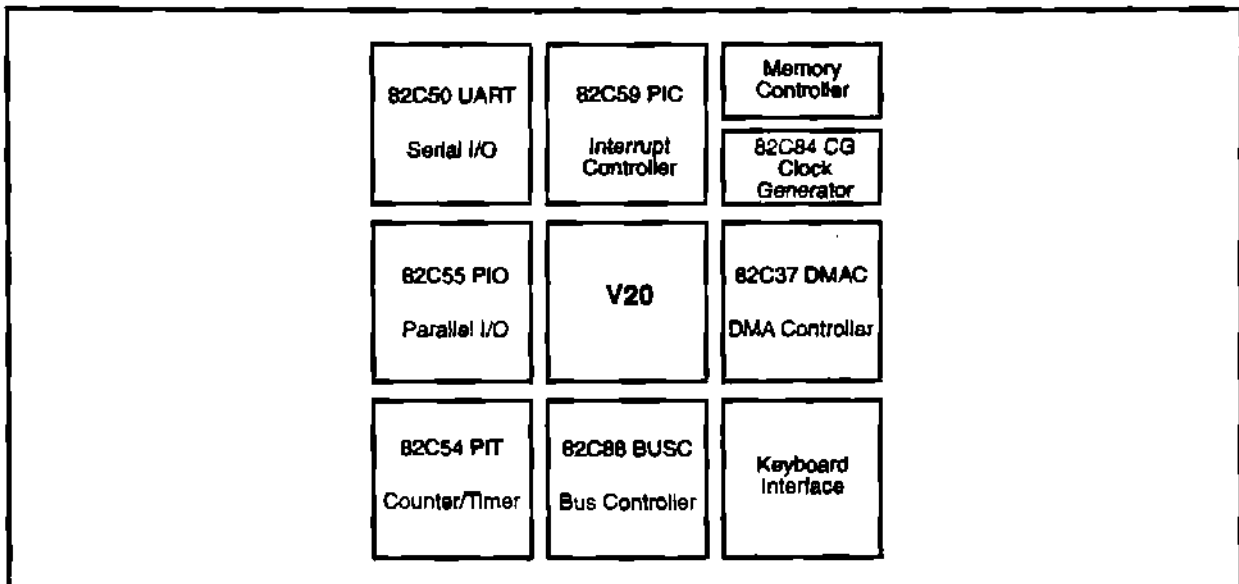 82C50 UART
Serial I/O
82C59 PIC
Interrupt
Controller
Memory
Controller
82C84 CG
Clock
Generator
82C55 PIO
Parallel I/O
V20
82C37 DMAC
DMA Controller
82C54 PIT
Counter/Timer
82C88 BUSC
Bus Controller
Keyboard
Interface